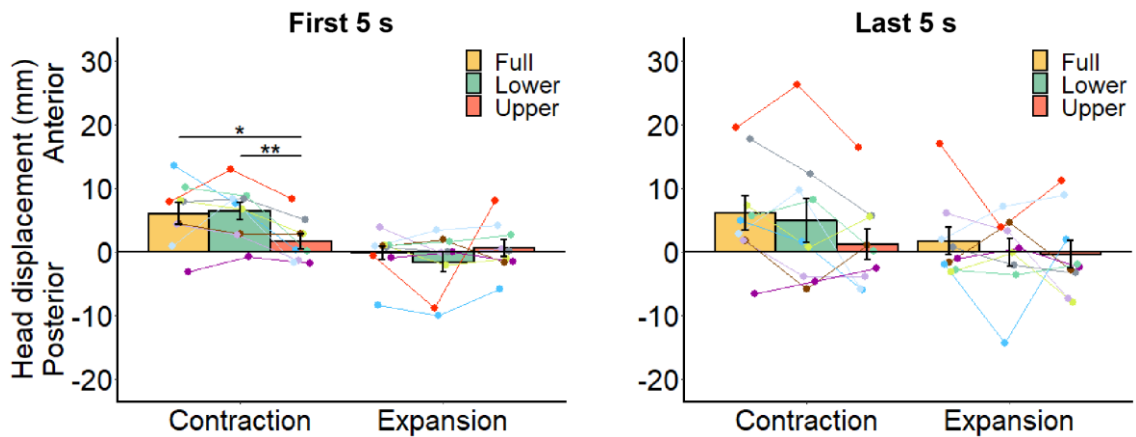 First 5 s
Head displacement (mm)
Posterior Anterior
30
20
10
0
-10
-20
Full
Lower
Upper
*
**
Contraction Expansion
Last 5 s
30
20
10
0
-10
-20
Full
Lower
Upper
Contraction Expansion